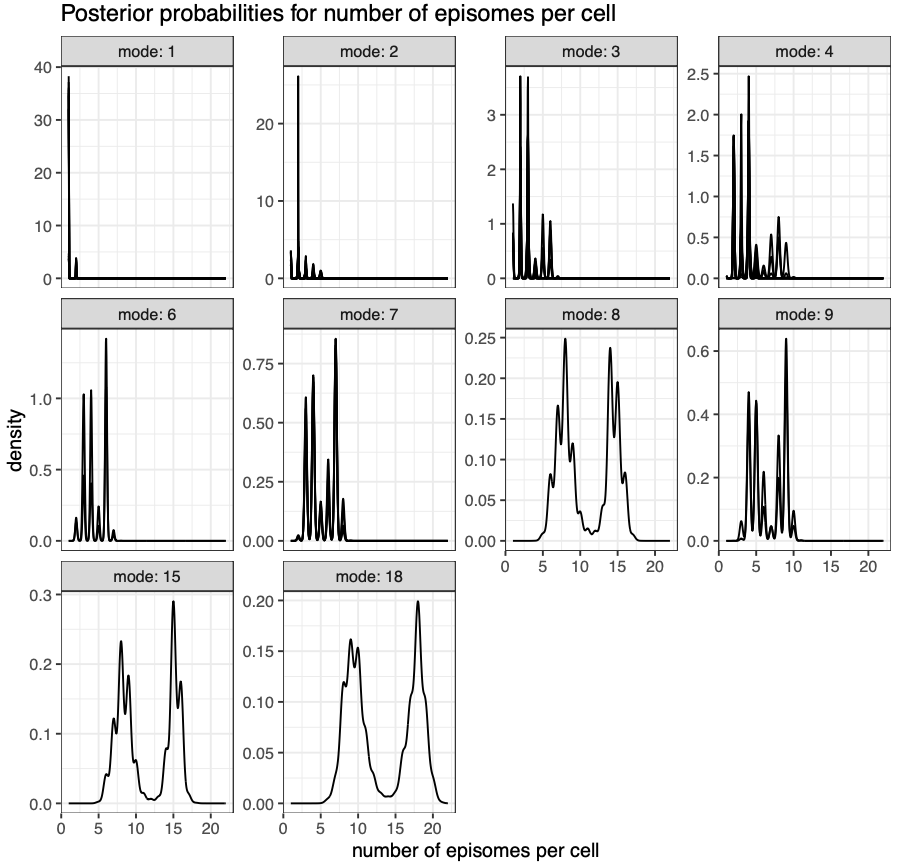 Posterior probabilities for number of episomes per cell
mode: 1
mode: 2
mode: 3
mode: 4
40
30
20
10
0
20
10
0
3
2
1
0
2.5
2.0
1.5
1.0
0.5
0.0
mode: 6
mode: 7
mode: 8
mode: 9
1.0
0.5
0.0
0.75
0.50
0.25
0.00
0.25
0.20
0.15
0.10
0.05
0.00
0.6
0.4
0.2
0.0
0 5 10 15 20
0 5 10 15 20
density
mode: 15
mode: 18
0.3
0.2
0.1
0.0
0.20
0.15
0.10
0.05
0.00
0 5 10 15 20
0 5 10 15 20
number of episomes per cell